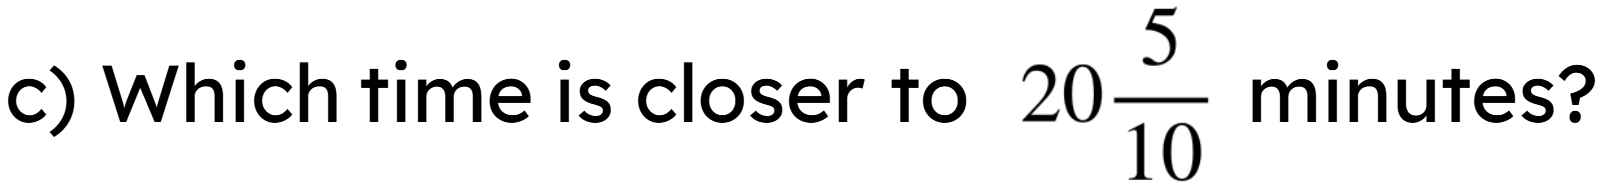 c) Which time is closer to 20 5/10 minutes?